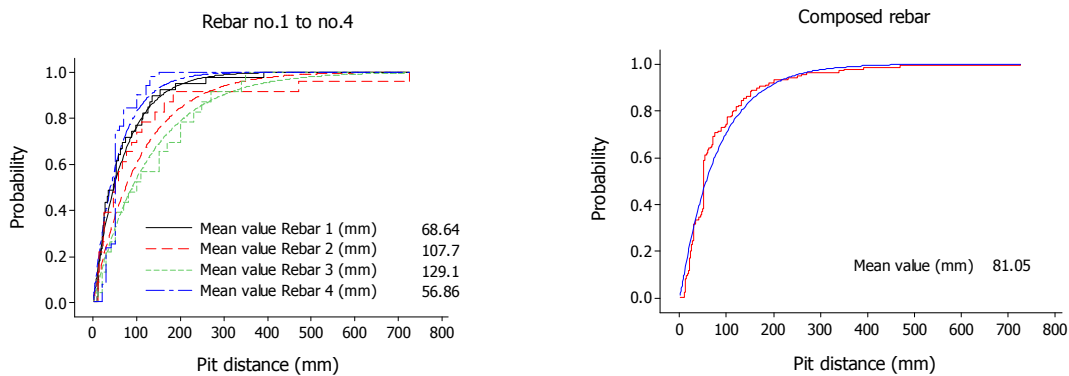 Rebar no.1 to no.4
Probability
1.0
0.8
0.6
0.4
0.2
0.0
Mean value Rebar 1 (mm) 68.64
Mean value Rebar 2 (mm) 107.7
Mean value Rebar 3 (mm) 129.1
Mean value Rebar 4 (mm) 56.86
0 100 200 300 400 500 600 700 800
Pit distance (mm)
Composed rebar
Probability
1.0
0.8
0.6
0.4
0.2
0.0
Mean value (mm) 81.05
0 100 200 300 400 500 600 700 800
Pit distance (mm)